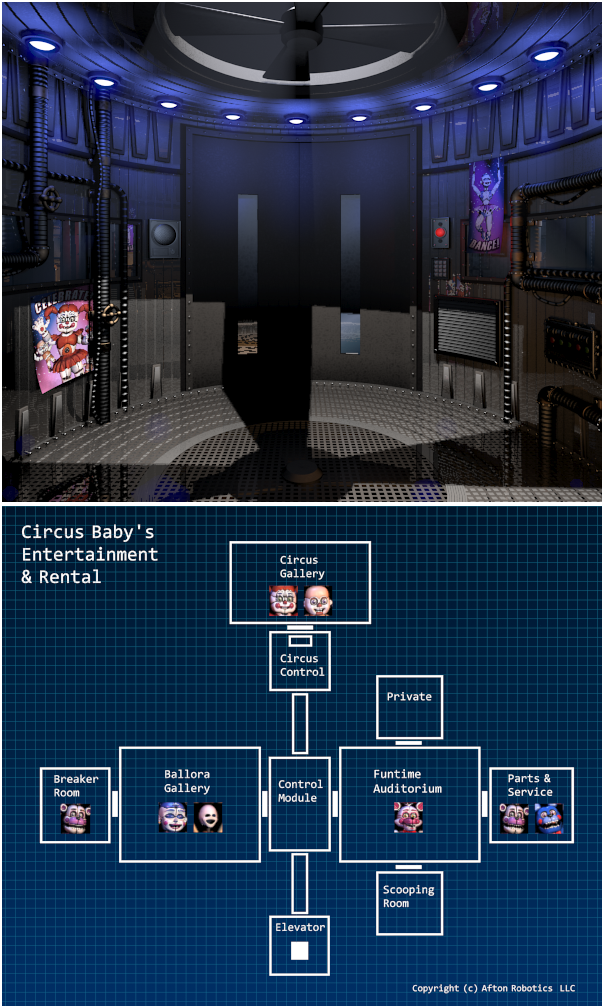 CELEBRATE!
DANCE!
Circus Baby's
Entertainment
& Rental
Circus
Gallery
Circus
Control
Private
Breaker
Room
Ballora
Gallery
Control
Module
Funtime
Auditorium
Parts &
Service
Scooping
Room
Elevator
Copyright (c) Afton Robotics LLC